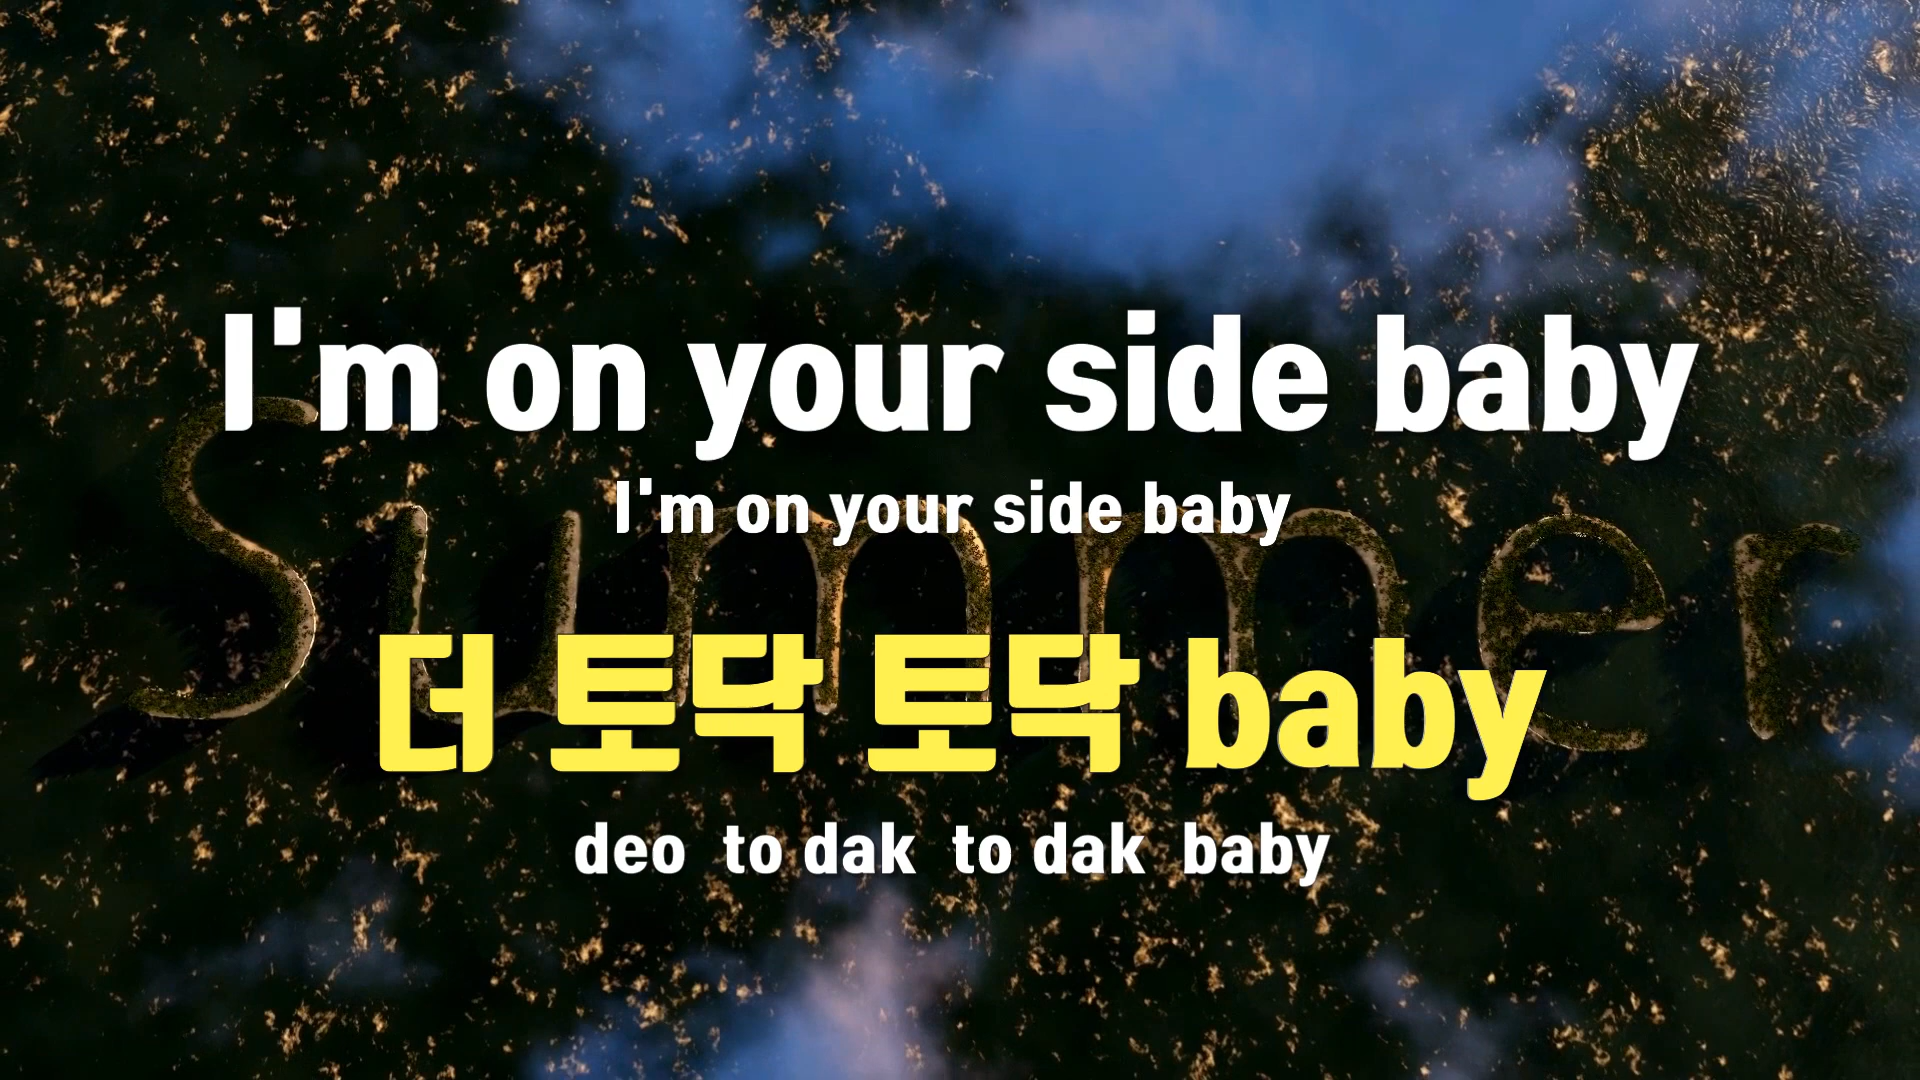 I'm on your side baby
I'm on your side baby
Summer
더 토닥 토닥 baby
deo to dak to dak baby